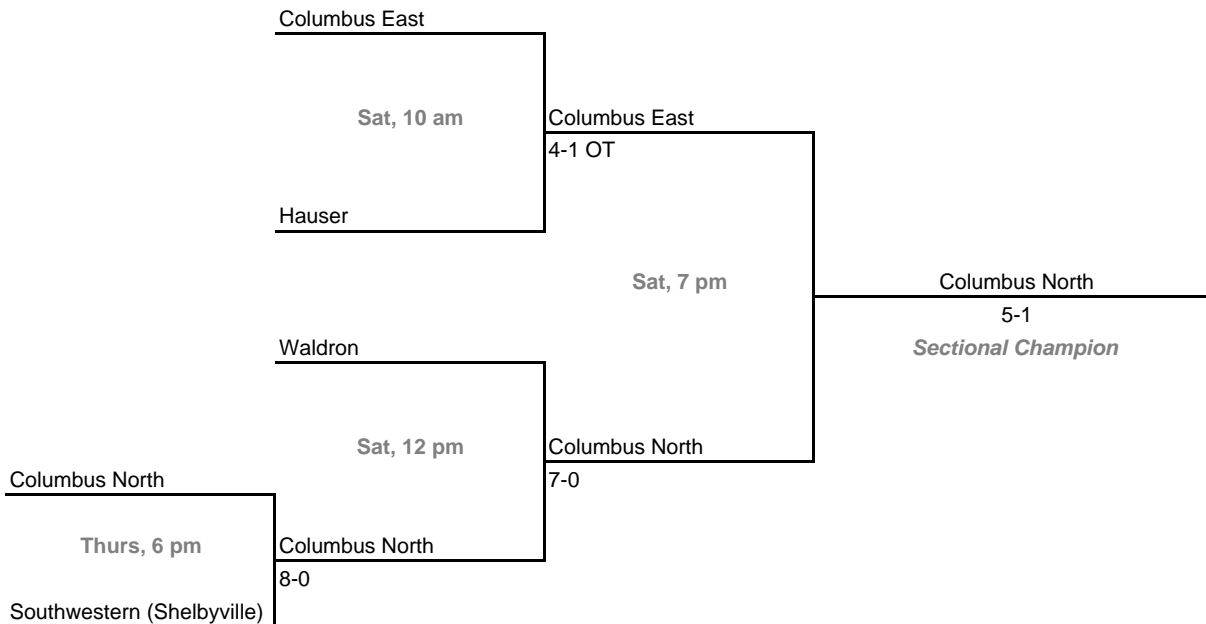 Columbus East
Sat, 10 am
Columbus East
4-1 OT
Hauser
Sat, 7 pm
Columbus North
5-1
Sectional Champion
Waldron
Sat, 12 pm
Columbus North
7-0
Columbus North
Thurs, 6 pm
Columbus North
8-0
Southwestern (Shelbyville)